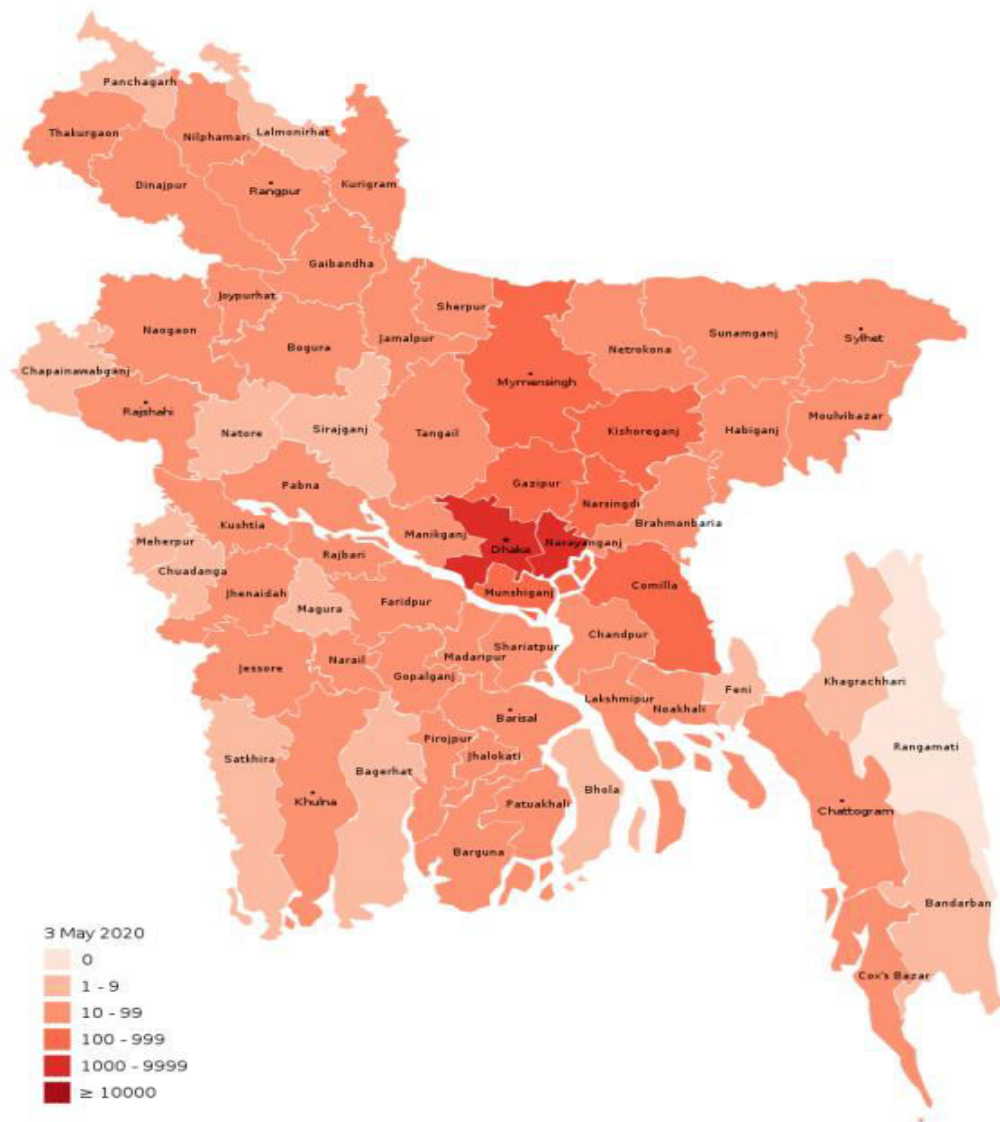 Panchagarh
Thakurgaon
Nilphamari
Lalmonirhat
Dinajpur
Rangpur
Kurigram
Gaibandha
Joypurhat
Naogaon
Bogura
Jamalpur
Sherpur
Mymensingh
Netrokona
Sunamganj
Sylhet
Chapainawabganj
Rajshahi
Natore
Sirajganj
Tangail
Kishoreganj
Habiganj
Moulvibazar
Pabna
Gazipur
Narsingdi
Brahmanbaria
Kushtia
Manikganj
Dhaka
Narayanganj
Meherpur
Rajbari
Chuadanga
Jhenaidah
Magura
Faridpur
Munshiganj
Comilla
Chandpur
Shariatpur
Madaripur
Jessore
Narail
Gopalganj
Lakshmipur
Noakhali
Feni
Khagrachhari
Rangamati
Barisal
Pirojpur
Jhalokati
Satkhira
Bagerhat
Khulna
Patuakhali
Bhola
Barguna
Chattogram
Bandarban
Cox's Bazar
3 May 2020
0
1 - 9
10 - 99
100 - 999
1000 - 9999
≥ 10000